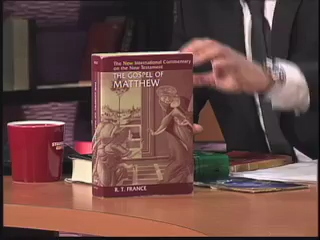 The New International Commentary
on the New Testament
THE GOSPEL OF
MATTHEW
R. T. FRANCE